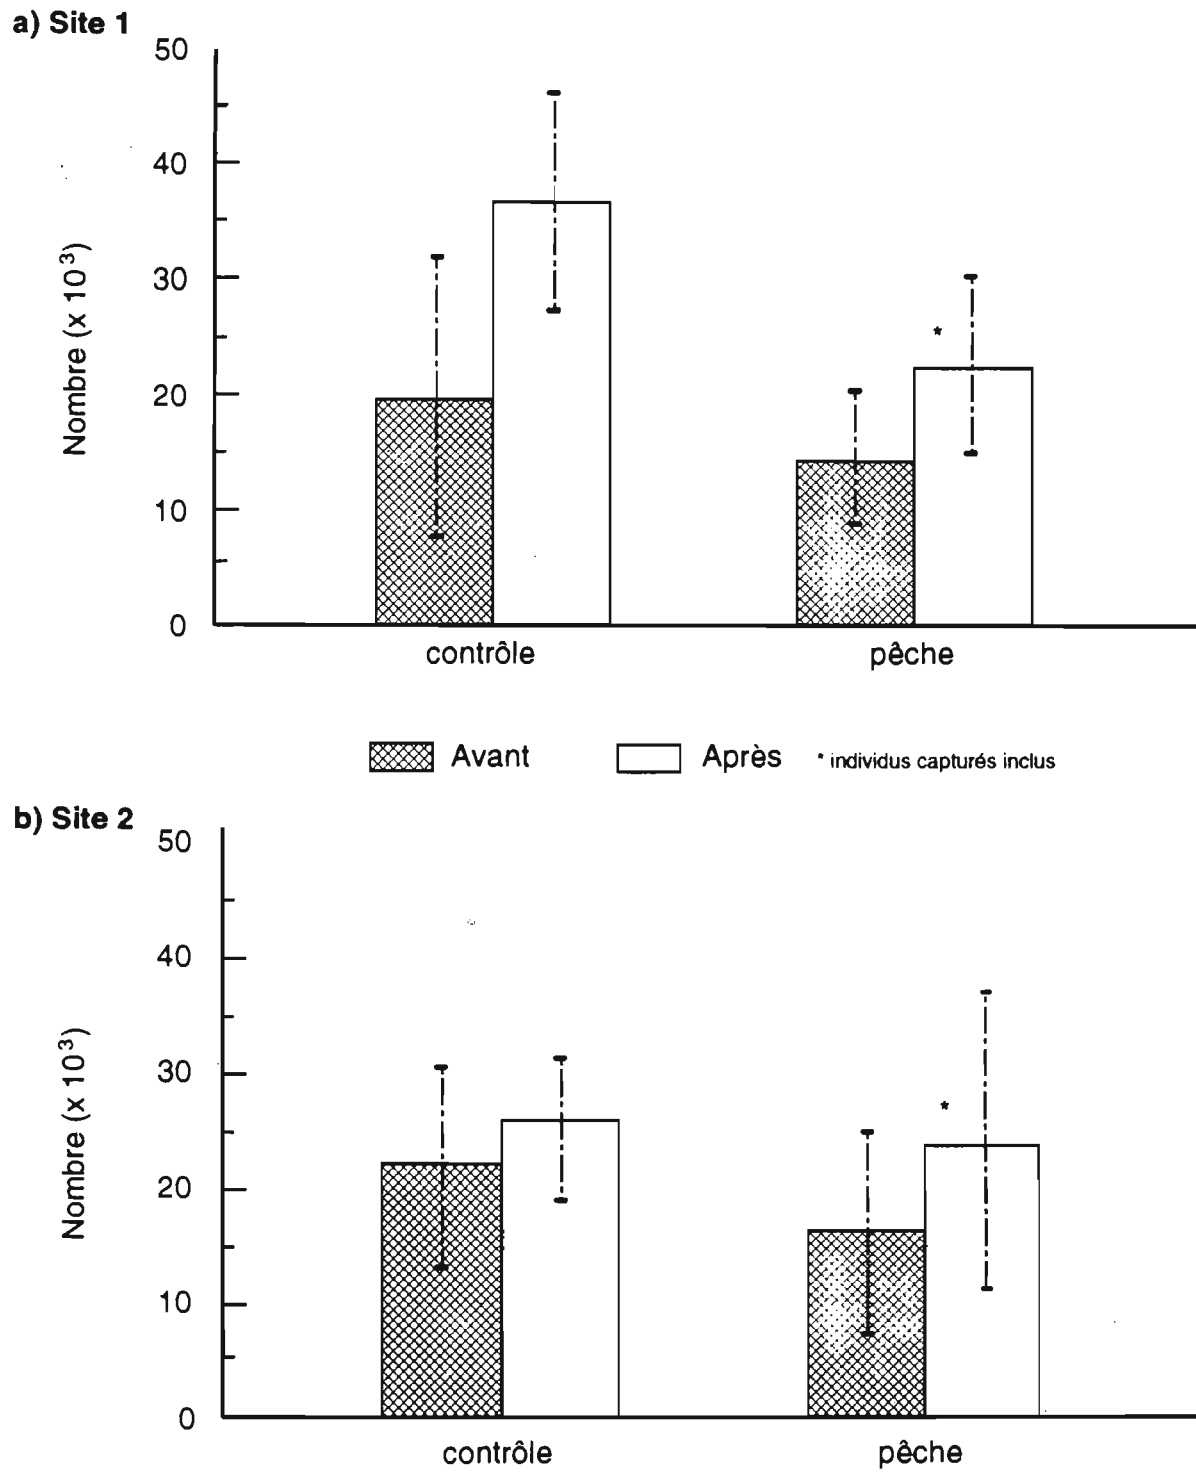 a) Site 1
50
40
30
20
10
0
Nombre (x 10³)
*
contrôle pêche
Avant Après * individus capturés inclus
b) Site 2
50
40
30
20
10
0
Nombre (x 10³)
*
contrôle pêche